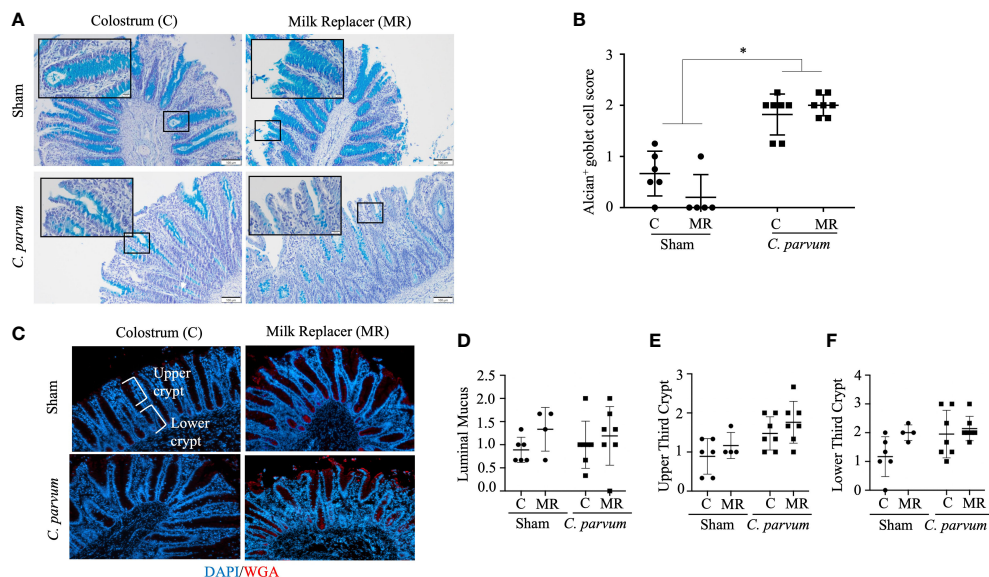 A
Colostrum (C)
Milk Replacer (MR)
Sham
C. parvum
B
Alcian+ goblet cell score
3
2
1
0
*
C
MR
C
MR
Sham
C. parvum
C
Colostrum (C)
Milk Replacer (MR)
Sham
C. parvum
Upper
crypt
Lower
crypt
DAPI/WGA
D
Luminal Mucus
2.5
2.0
1.5
1.0
0.5
0.0
C MR C MR
Sham C. parvum
E
Upper Third Crypt
3
2
1
0
C MR C MR
Sham C. parvum
F
Lower Third Crypt
4
3
2
1
0
C MR C MR
Sham C. parvum